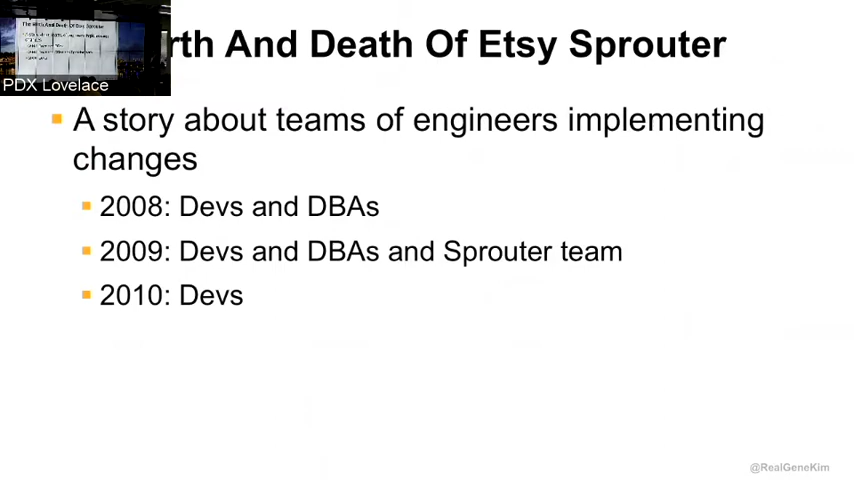 rth And Death Of Etsy Sprouter
PDX Lovelace
A story about teams of engineers implementing
changes
2008: Devs and DBAs
2009: Devs and DBAs and Sprouter team
2010: Devs
@RealGeneKim